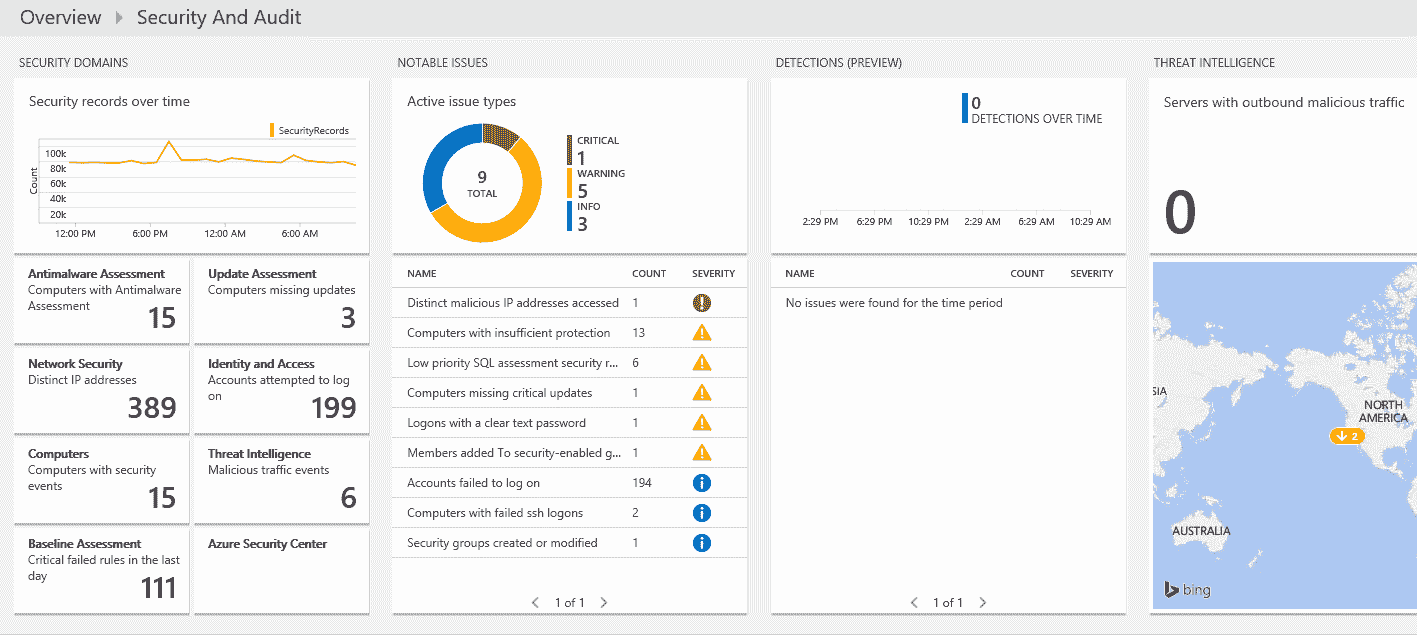 Overview Security And Audit
SECURITY DOMAINS
Security records over time
SecurityRecords
Count
100k
80k
60k
40k
20k
12:00 PM 6:00 PM 12:00 AM 6:00 AM
Antimalware Assessment
Computers with Antimalware
Assessment
15
Update Assessment
Computers missing updates
3
Network Security
Distinct IP addresses
389
Identity and Access
Accounts attempted to log
on
199
Computers
Computers with security
events
15
Threat Intelligence
Malicious traffic events
6
Baseline Assessment
Critical failed rules in the last
day
111
Azure Security Center
NOTABLE ISSUES
Active issue types
9
TOTAL
CRITICAL
1
WARNING
5
INFO
3
NAME COUNT SEVERITY
Distinct malicious IP addresses accessed 1
Computers with insufficient protection 13
Low priority SQL assessment security r... 6
Computers missing critical updates 1
Logons with a clear text password 1
Members added To security-enabled g... 1
Accounts failed to log on 194
Computers with failed ssh logons 2
Security groups created or modified 1
1 of 1
DETECTIONS (PREVIEW)
0
DETECTIONS OVER TIME
2:29 PM 6:29 PM 10:29 PM 2:29 AM 6:29 AM 10:29 AM
NAME COUNT SEVERITY
No issues were found for the time period
1 of 1
THREAT INTELLIGENCE
Servers with outbound malicious traffic
0
SIA
NORTH
AMERICA
2
AUSTRALIA
bing